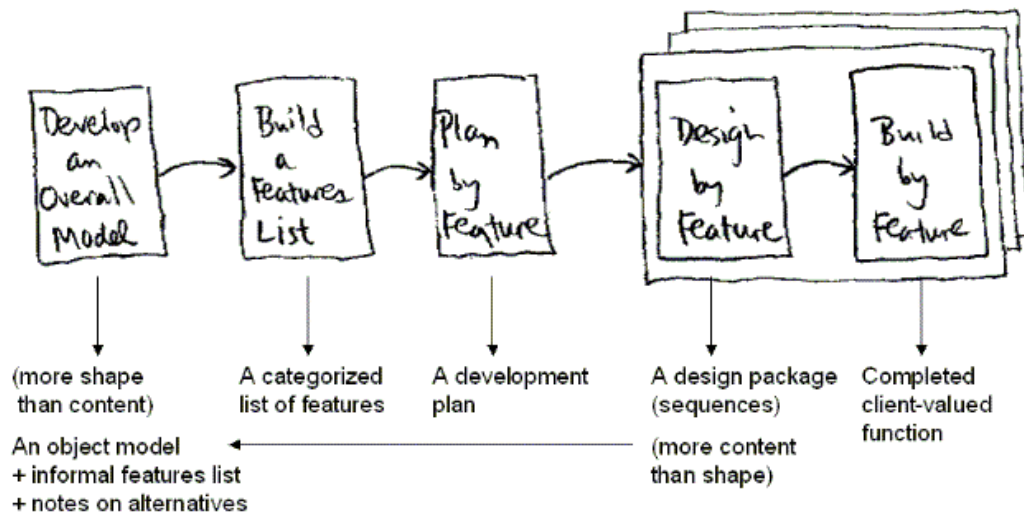 Develop
an
Overall
Model
Build
a
Features
List
Plan
by
Feature
Design
by
Feature
Build
by
Feature
(more shape
than content)
An object model
+ informal features list
+ notes on alternatives
A categorized
list of features
A development
plan
A design package
(sequences)
(more content
than shape)
Completed
client-valued
function